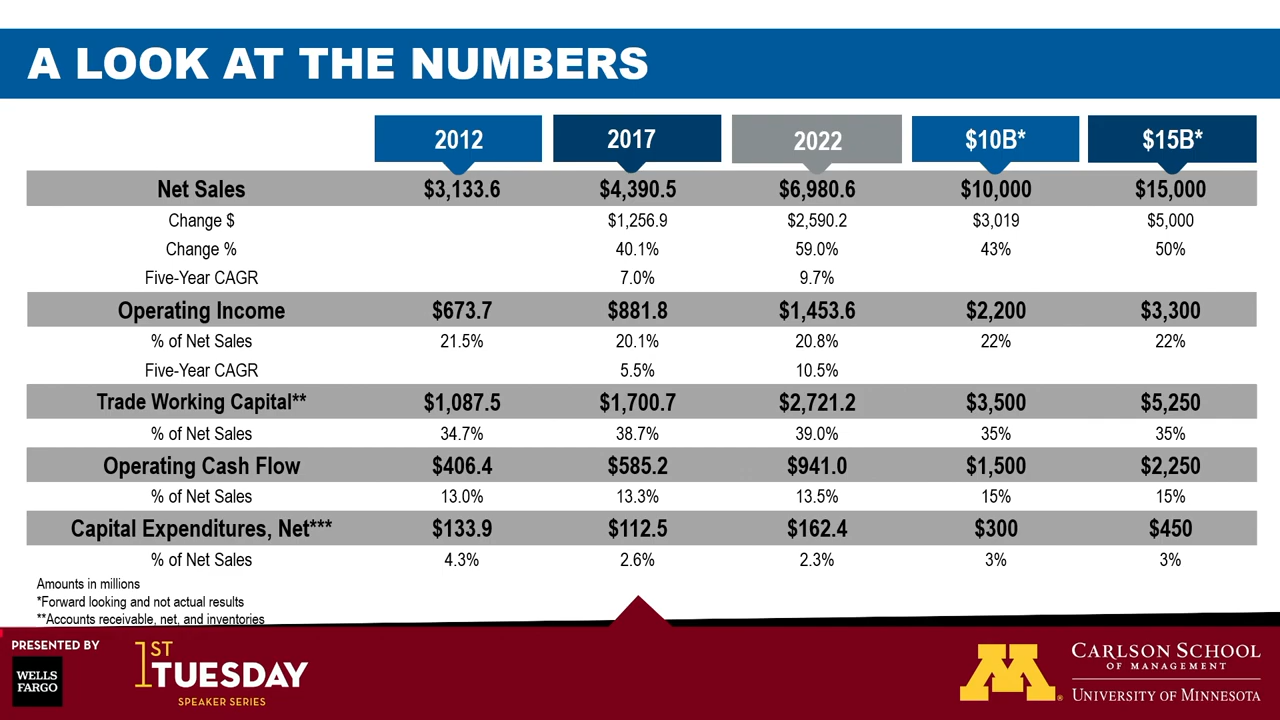 A LOOK AT THE NUMBERS
2012 2017 2022 $10B* $15B*
Net Sales $3,133.6 $4,390.5 $6,980.6 $10,000 $15,000
Change $ $1,256.9 $2,590.2 $3,019 $5,000
Change % 40.1% 59.0% 43% 50%
Five-Year CAGR 7.0% 9.7%
Operating Income $673.7 $881.8 $1,453.6 $2,200 $3,300
% of Net Sales 21.5% 20.1% 20.8% 22% 22%
Five-Year CAGR 5.5% 10.5%
Trade Working Capital** $1,087.5 $1,700.7 $2,721.2 $3,500 $5,250
% of Net Sales 34.7% 38.7% 39.0% 35% 35%
Operating Cash Flow $406.4 $585.2 $941.0 $1,500 $2,250
% of Net Sales 13.0% 13.3% 13.5% 15% 15%
Capital Expenditures, Net*** $133.9 $112.5 $162.4 $300 $450
% of Net Sales 4.3% 2.6% 2.3% 3% 3%
Amounts in millions
*Forward looking and not actual results
**Accounts receivable, net, and inventories
PRESENTED BY
WELLS
FARGO
1ST
TUESDAY
SPEAKER SERIES
M®
CARLSON SCHOOL
OF MANAGEMENT
UNIVERSITY OF MINNESOTA